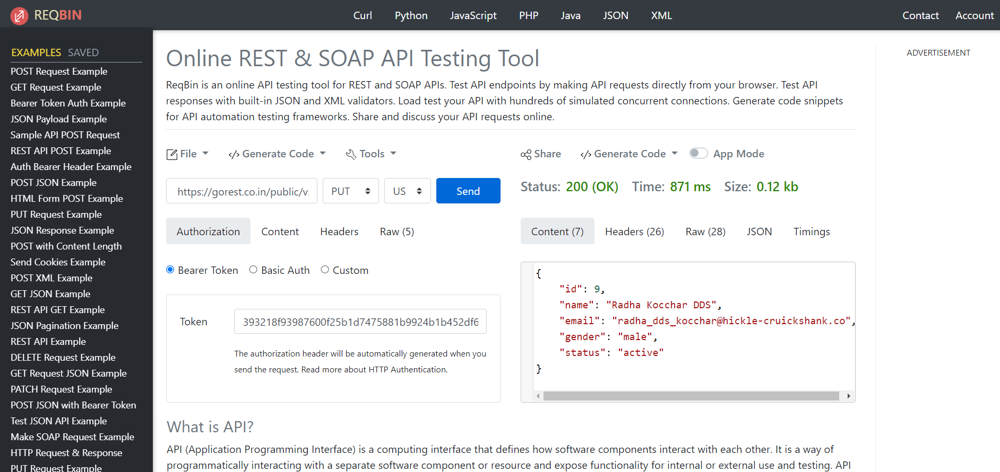 REQBIN
Curl Python JavaScript PHP Java JSON XML
Contact Account
EXAMPLES SAVED
POST Request Example
GET Request Example
Bearer Token Auth Example
JSON Payload Example
Sample API POST Request
REST API POST Example
Auth Bearer Header Example
POST JSON Example
HTML Form POST Example
PUT Request Example
JSON Response Example
POST with Content Length
Send Cookies Example
POST XML Example
GET JSON Example
REST API GET Example
JSON Pagination Example
REST API Example
DELETE Request Example
GET Request JSON Example
PATCH Request Example
POST JSON with Bearer Token
Test JSON API Example
Make SOAP Request Example
HTTP Request & Response
PUT Request Example
Online REST & SOAP API Testing Tool
ReqBin is an online API testing tool for REST and SOAP APIs. Test API endpoints by making API requests directly from your browser. Test API
responses with built-in JSON and XML validators. Load test your API with hundreds of simulated concurrent connections. Generate code snippets
for API automation testing frameworks. Share and discuss your API requests online.
File </> Generate Code Tools
https://gorest.co.in/public/v. PUT US Send
Authorization Content Headers Raw (5)
Bearer Token Basic Auth Custom
Token 393218f93987600f25b1d7475881b9924b1b452df6
The authorization header will be automatically generated when you
send the request. Read more about HTTP Authentication.
Share </> Generate Code App Mode
Status: 200 (OK) Time: 871 ms Size: 0.12 kb
Content (7) Headers (26) Raw (28) JSON Timings
{
"id": 9,
"name": "Radha Kocchar DDS",
"email": "radha_dds_kocchar@hickle-cruickshank.co",
"gender": "male",
"status": "active"
}
What is API?
API (Application Programming Interface) is a computing interface that defines how software components interact with each other. It is a way of
programmatically interacting with a separate software component or resource and expose functionality for internal or external use and testing. API
ADVERTISEMENT